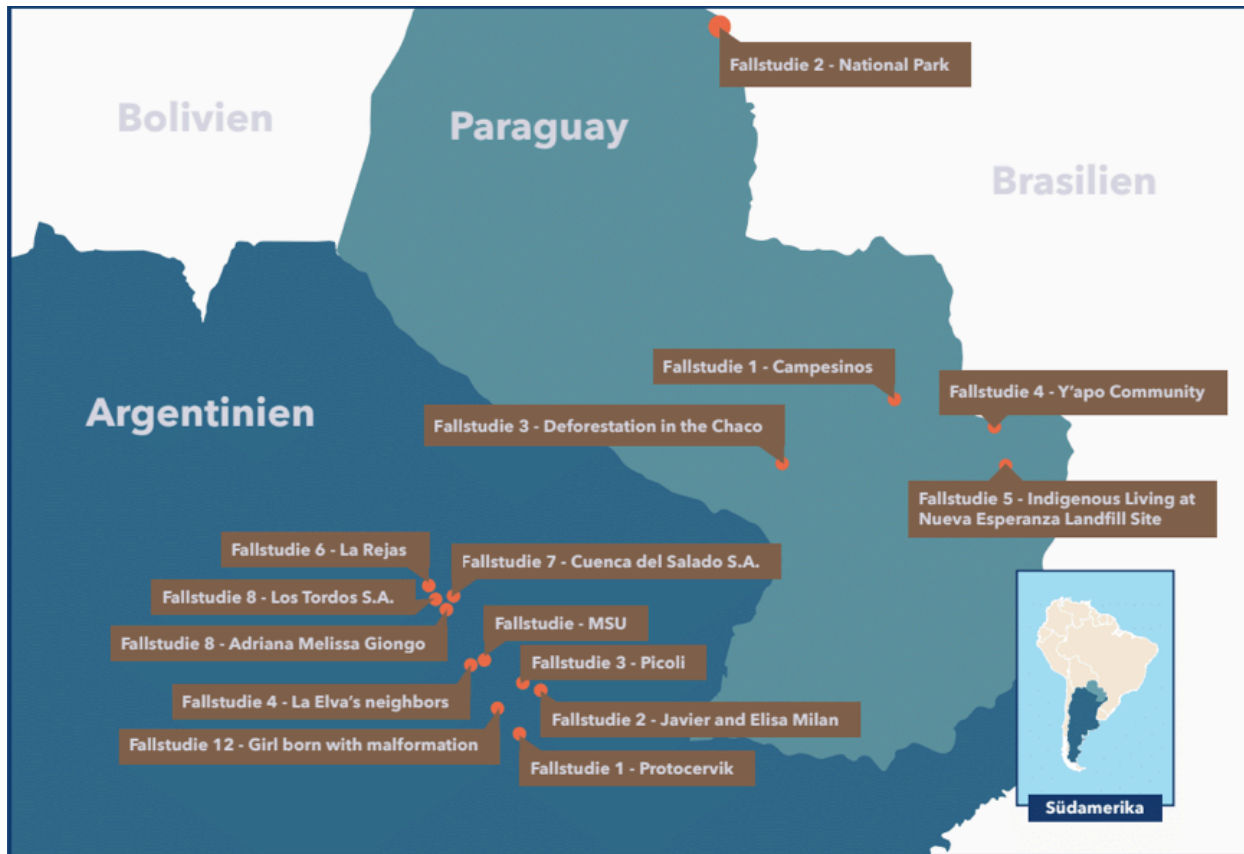 Fallstudie 2 - National Park
Bolivien
Paraguay
Brasilien
Fallstudie 1 - Campesinos
Fallstudie 4 - Y'apo Community
Argentinien
Fallstudie 3 - Deforestation in the Chaco
Fallstudie 5 - Indigenous Living at
Nueva Esperanza Landfill Site
Fallstudie 6 - La Rejas
Fallstudie 7 - Cuenca del Salado S.A.
Fallstudie 8 - Los Tordos S.A.
Fallstudie 8 - Adriana Melissa Giongo
Fallstudie - MSU
Fallstudie 3 - Picoli
Fallstudie 4 - La Elva's neighbors
Fallstudie 2 - Javier and Elisa Milan
Fallstudie 12 - Girl born with malformation
Fallstudie 1 - Protocervik
Südamerika